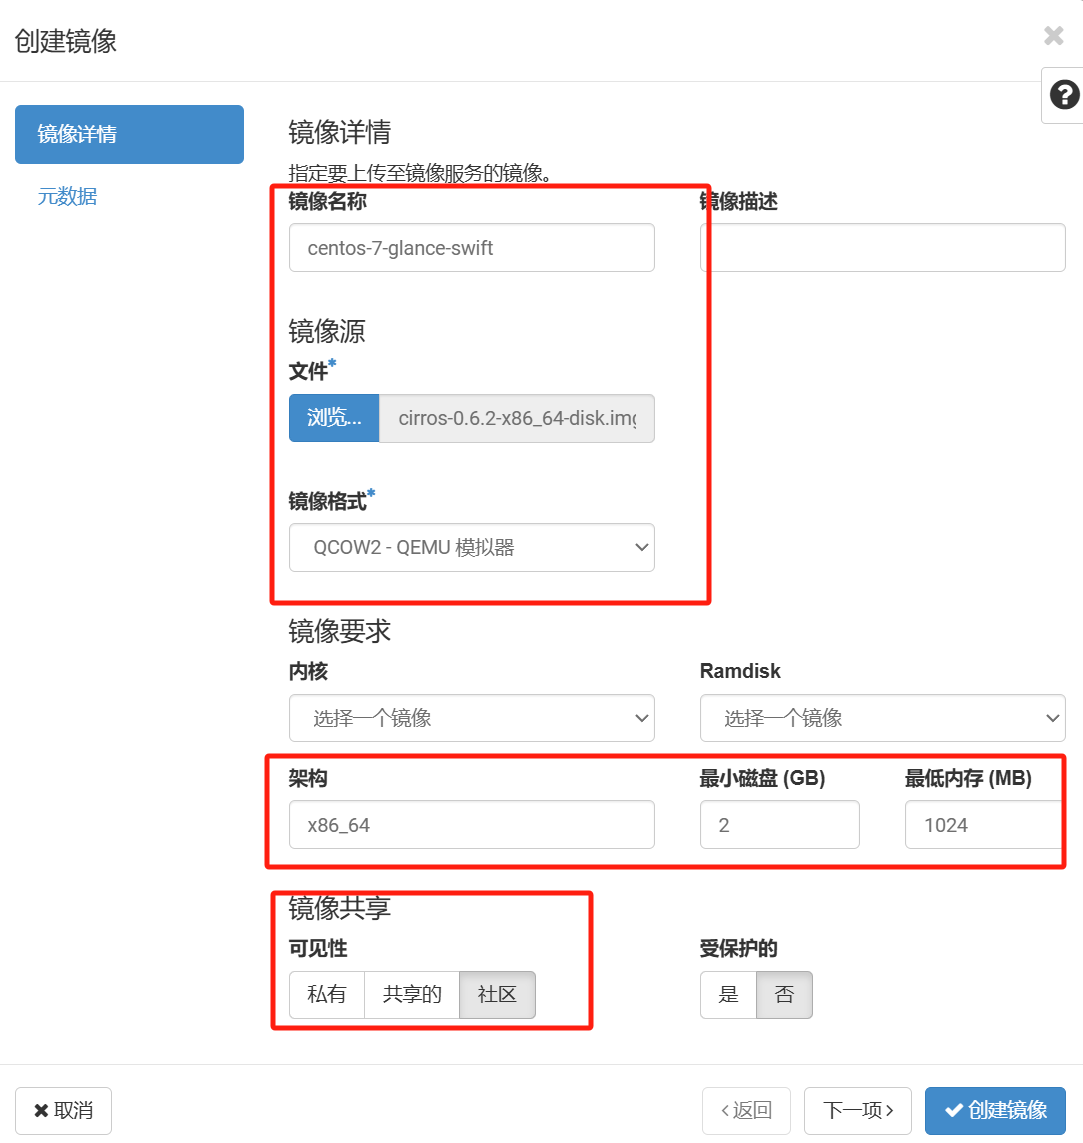 创建镜像
镜像详情
元数据
镜像详情
指定要上传至镜像服务的镜像。
镜像名称
镜像描述
centos-7-glance-swift
镜像源
文件*
浏览...
cirros-0.6.2-x86_64-disk.img
镜像格式*
QCOW2 - QEMU 模拟器
镜像要求
内核
Ramdisk
选择一个镜像
选择一个镜像
架构
最小磁盘 (GB)
最低内存 (MB)
x86_64
2
1024
镜像共享
可见性
受保护的
私有
共享的
社区
是
否
取消
返回
下一项
创建镜像